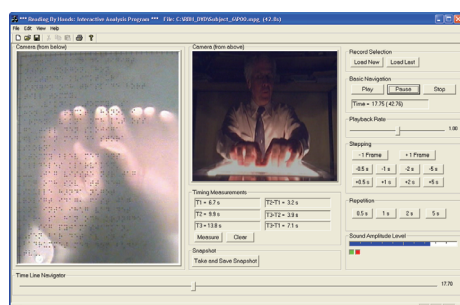 *** Reading By Hands: Interactive Analysis Program *** File: C:\RBH_DVD\Subject_6\P00.mpg (42.8s)
File Edit View Help
Camera (from below)
Camera (from above)
Record Selection
Load New Load Last
Basic Navigation
Play Pause Stop
Time = 17.75 ( 42.76)
Playback Rate
1.00
Stepping
- 1 Frame + 1 Frame
-0.5 s -1 s -2 s -5 s
+0.5 s +1 s +2 s +5 s
Timing Measurements
T1 = 6.7 s T2-T1 = 3.2 s
T2 = 9.9 s T3-T2 = 3.9 s
T3 = 13.8 s T3-T1 = 7.1 s
Measure Clear
Repetition
0.5 s 1 s 2 s 5 s
Snapshot
Take and Save Snapshot
Sound Amplitude Level
Time Line Navigator
17.70